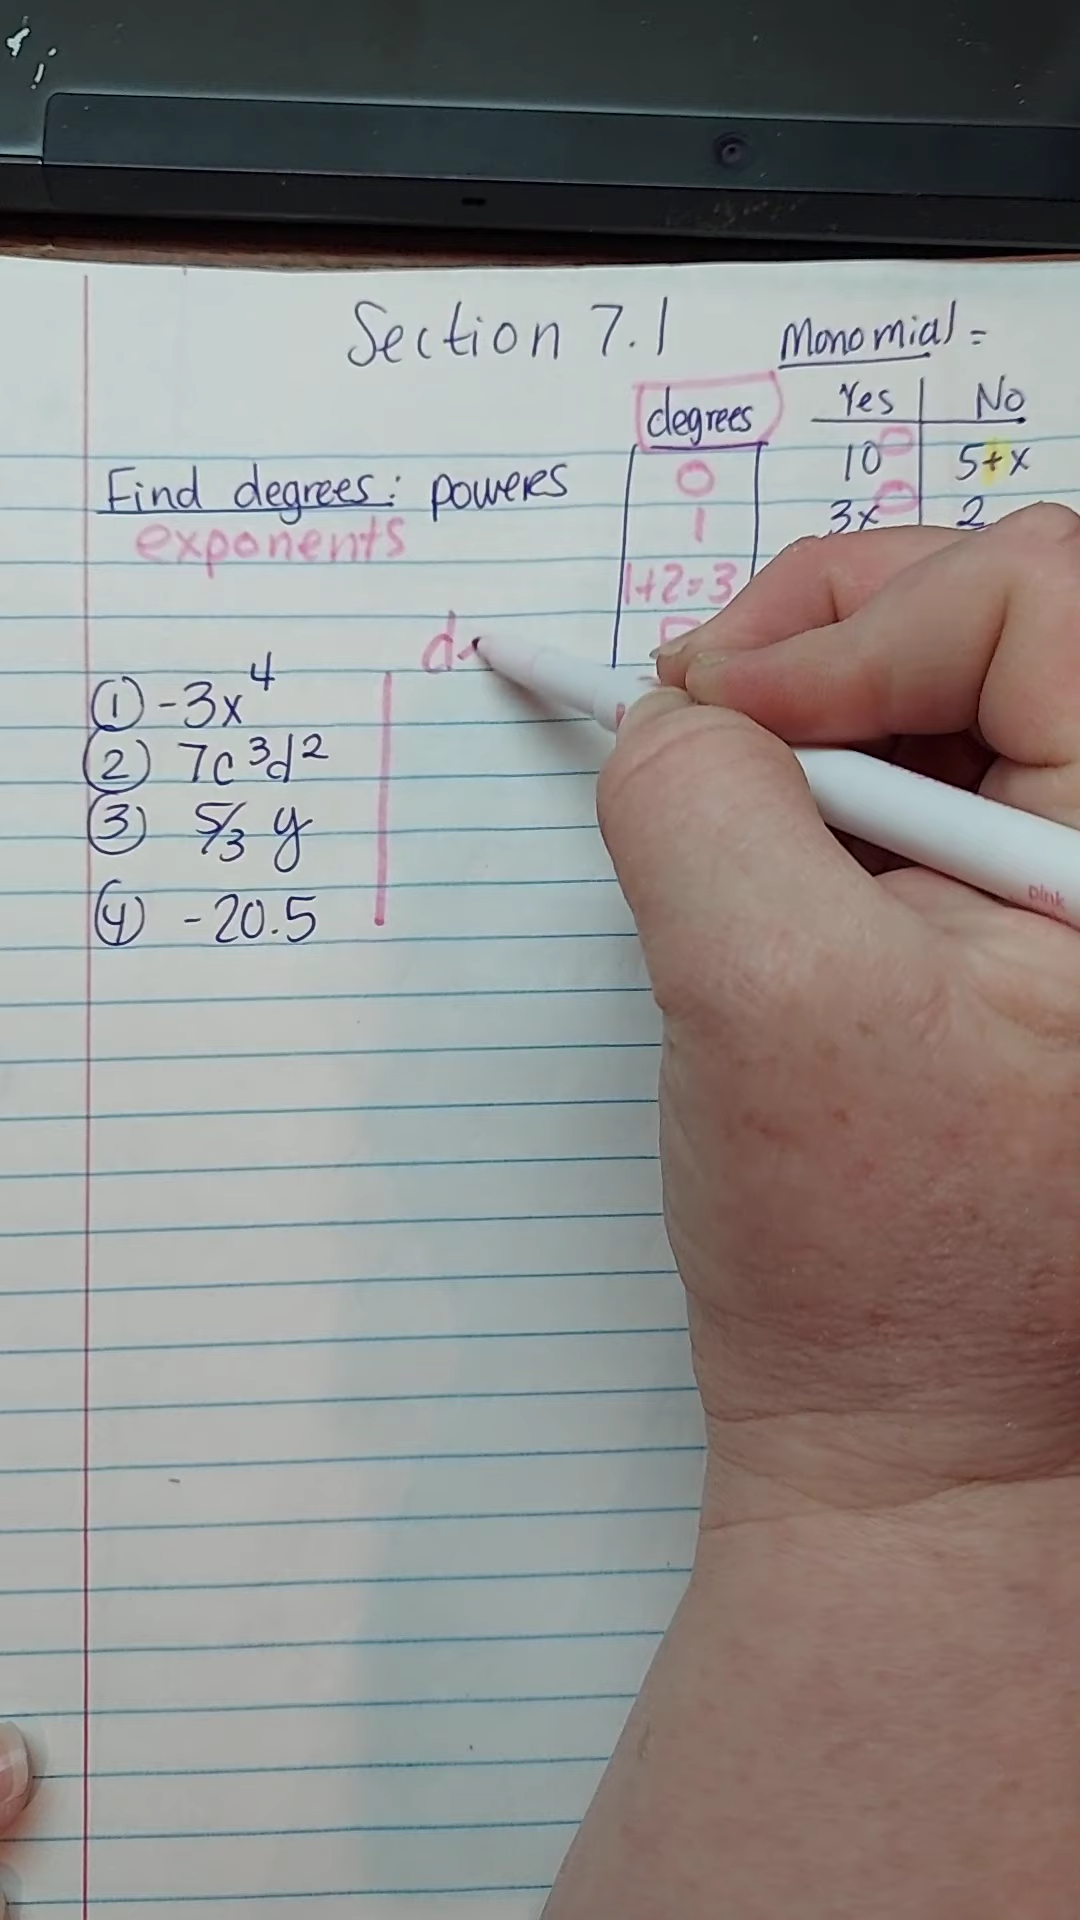 Section 7.1
Monomial =
degrees
Yes No
0 10 5+x
Find degrees: powers
exponents
1 3x 2
1+2=3
5
d
① -3x⁴
② 7c³d²
③ 5/3 y
④ -20.5
pink